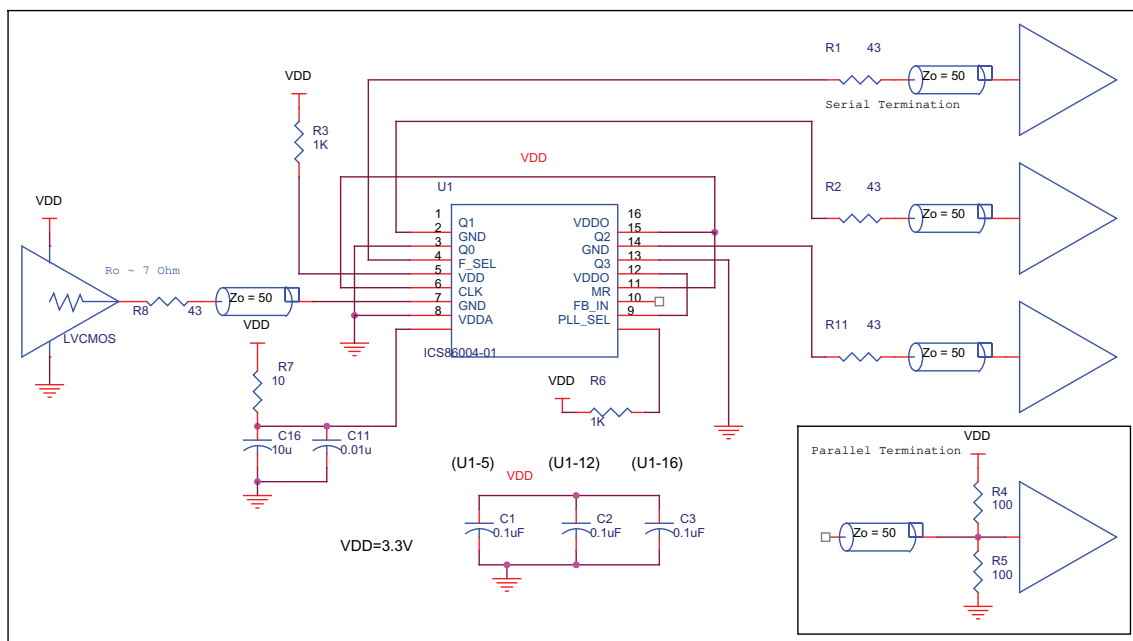 R1 43
Zo = 50
Serial Termination
VDD
R3
1K
VDD
U1
R2 43
Zo = 50
VDD
Ro ~ 7 Ohm
R8 43
Zo = 50
LVCMOS
1
2
3
4
5
6
7
8
Q1
GND
Q0
F_SEL
VDD
CLK
GND
VDDA
VDDO
Q2
GND
Q3
VDDO
MR
FB_IN
PLL_SEL
16
15
14
13
12
11
10
9
ICS86004-01
R11 43
Zo = 50
VDD
R7
10
C16
10u
C11
0.01u
VDD
R6
1K
(U1-5) (U1-12) (U1-16)
VDD
C1
0.1uF
C2
0.1uF
C3
0.1uF
VDD=3.3V
VDD
Parallel Termination
R4
100
Zo = 50
R5
100